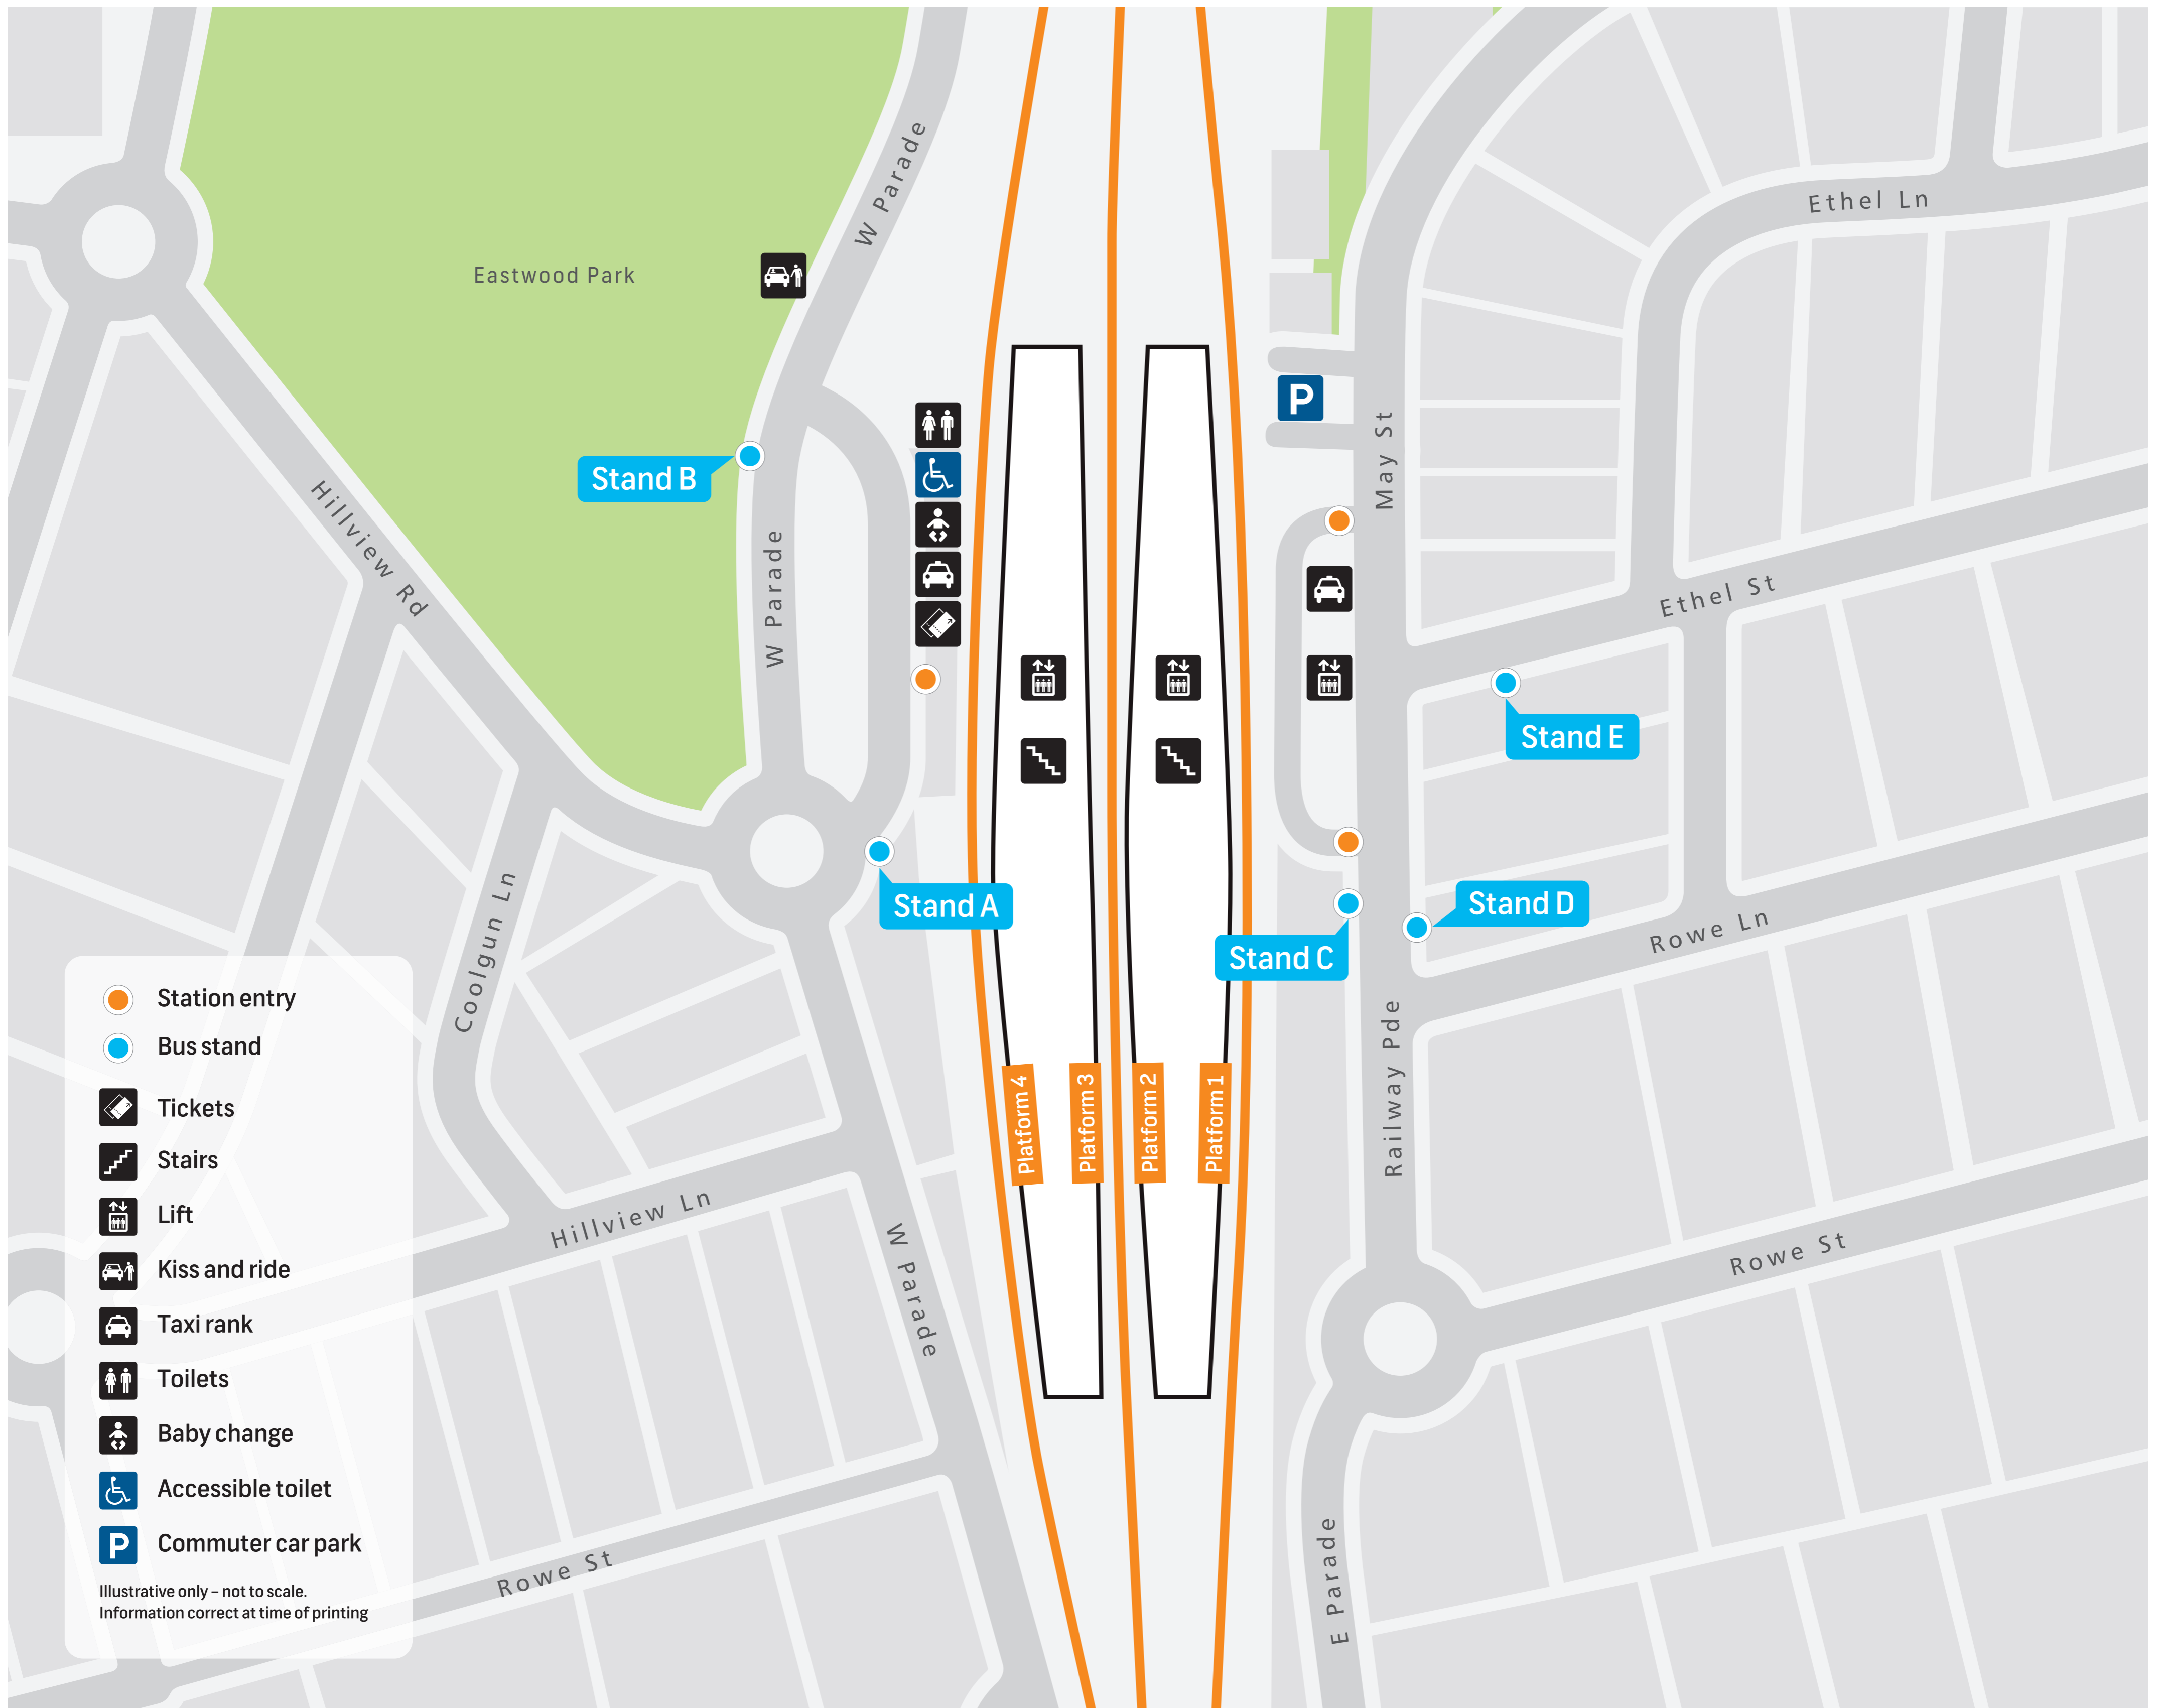 W Parade
Ethel Ln
Eastwood Park
P
May St
Stand B
Hillview Rd
W Parade
Ethel St
Stand E
Stand A
Coolgun Ln
Stand D
Stand C
Rowe Ln
Railway Pde
Platform 4
Platform 3
Platform 2
Platform 1
Hillview Ln
W Parade
Rowe St
Rowe St
E Parade
Station entry
Bus stand
Tickets
Stairs
Lift
Kiss and ride
Taxi rank
Toilets
Baby change
Accessible toilet
P Commuter car park
Illustrative only – not to scale.
Information correct at time of printing